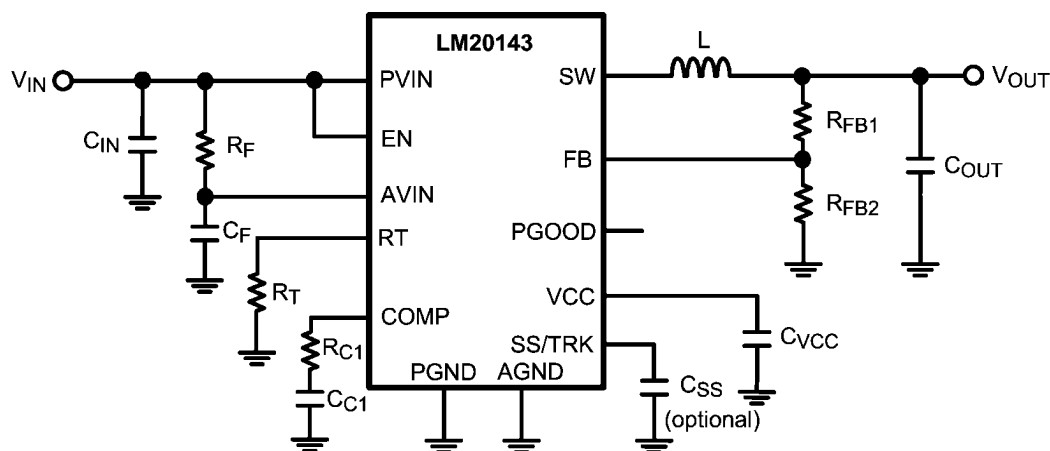 LM20143
L
VIN
PVIN
SW
VOUT
CIN
RF
EN
RFB1
FB
COUT
AVIN
RFB2
CF
RT
PGOOD
RT
VCC
COMP
CVCC
RC1
SS/TRK
PGND
AGND
CC1
CSS
(optional)